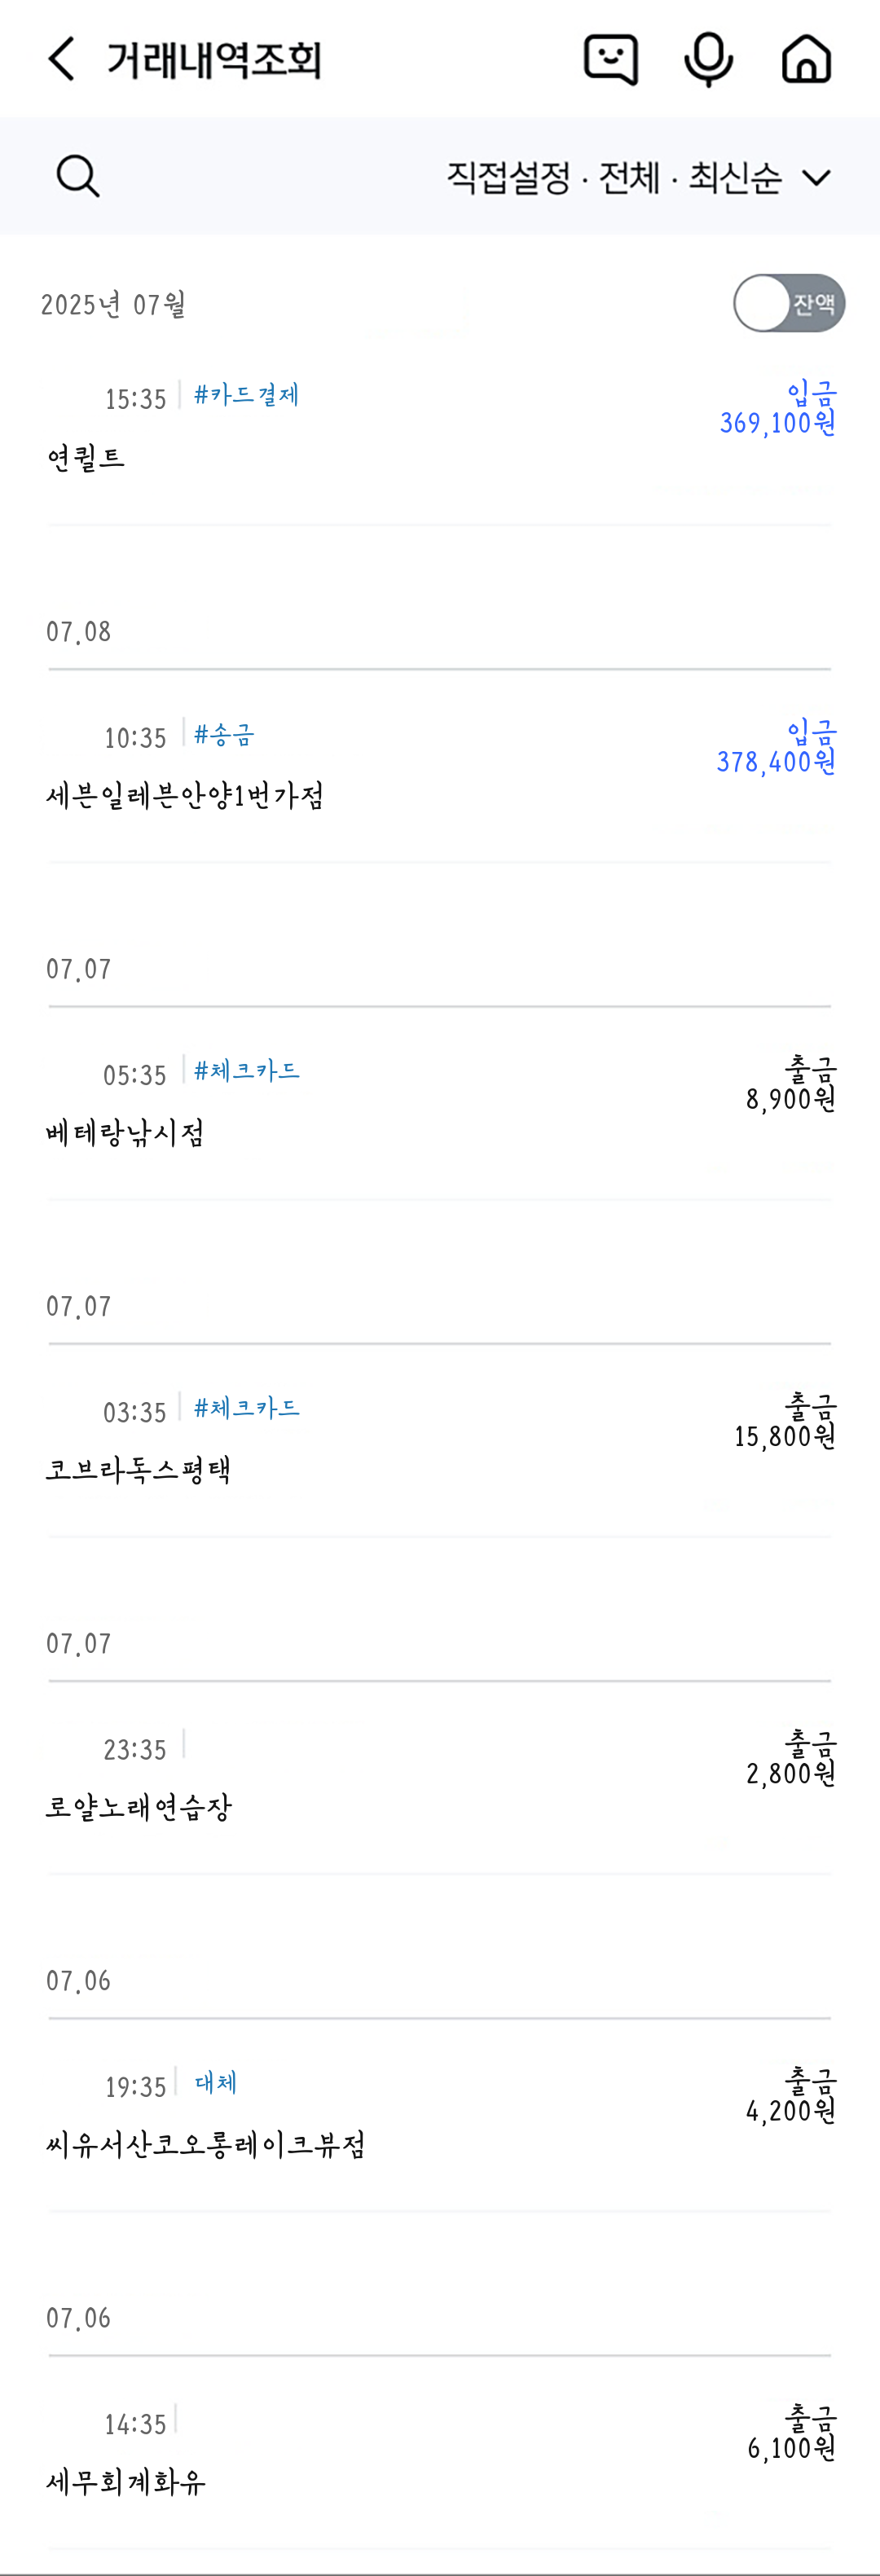 거래내역조회
직접설정 · 전체 · 최신순
2025년 07월 잔액
15:35 #카드결제 입금
369,100원
연퀼트
07.08
10:35 #송금 입금
378,400원
세븐일레븐안양1번가점
07.07
05:35 #체크카드 출금
8,900원
베테랑낚시점
07.07
03:35 #체크카드 출금
15,800원
코브라독스평택
07.07
23:35 출금
2,800원
로얄노래연습장
07.06
19:35 대체 출금
4,200원
씨유서산코오롱레이크뷰점
07.06
14:35 출금
6,100원
세무회계화유